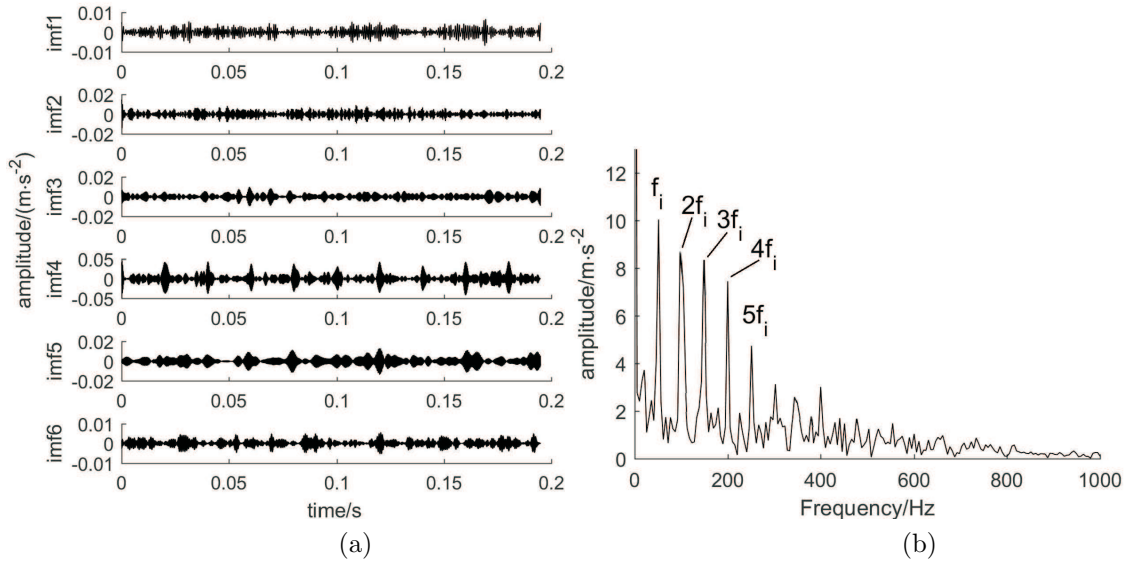 imf1
0.01
0
-0.01
0 0.05 0.1 0.15 0.2
imf2
0.02
0
-0.02
0 0.05 0.1 0.15 0.2
imf3
0.02
0
-0.02
0 0.05 0.1 0.15 0.2
amplitude/(m·s⁻²)
imf4
0.05
0
-0.05
0 0.05 0.1 0.15 0.2
imf5
0.02
0
-0.02
0 0.05 0.1 0.15 0.2
imf6
0.01
0
-0.01
0 0.05 0.1 0.15 0.2
time/s
(a)
amplitude/m·s⁻²
12
10
8
6
4
2
0
fᵢ
2fᵢ
3fᵢ
4fᵢ
5fᵢ
0 200 400 600 800 1000
Frequency/Hz
(b)